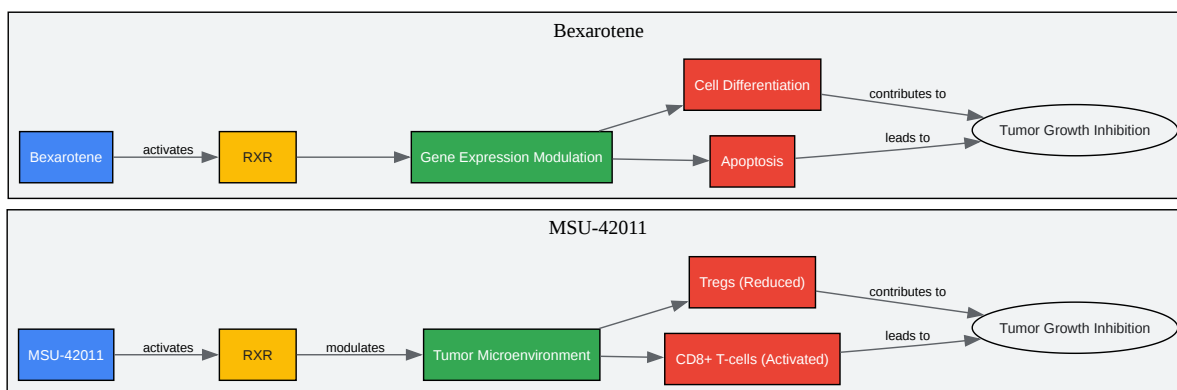 Bexarotene
Cell Differentiation
contributes to
Tumor Growth Inhibition
Bexarotene
activates
RXR
Gene Expression Modulation
Apoptosis
leads to
MSU-42011
Tregs (Reduced)
contributes to
Tumor Growth Inhibition
MSU-42011
activates
RXR
modulates
Tumor Microenvironment
CD8+ T-cells (Activated)
leads to